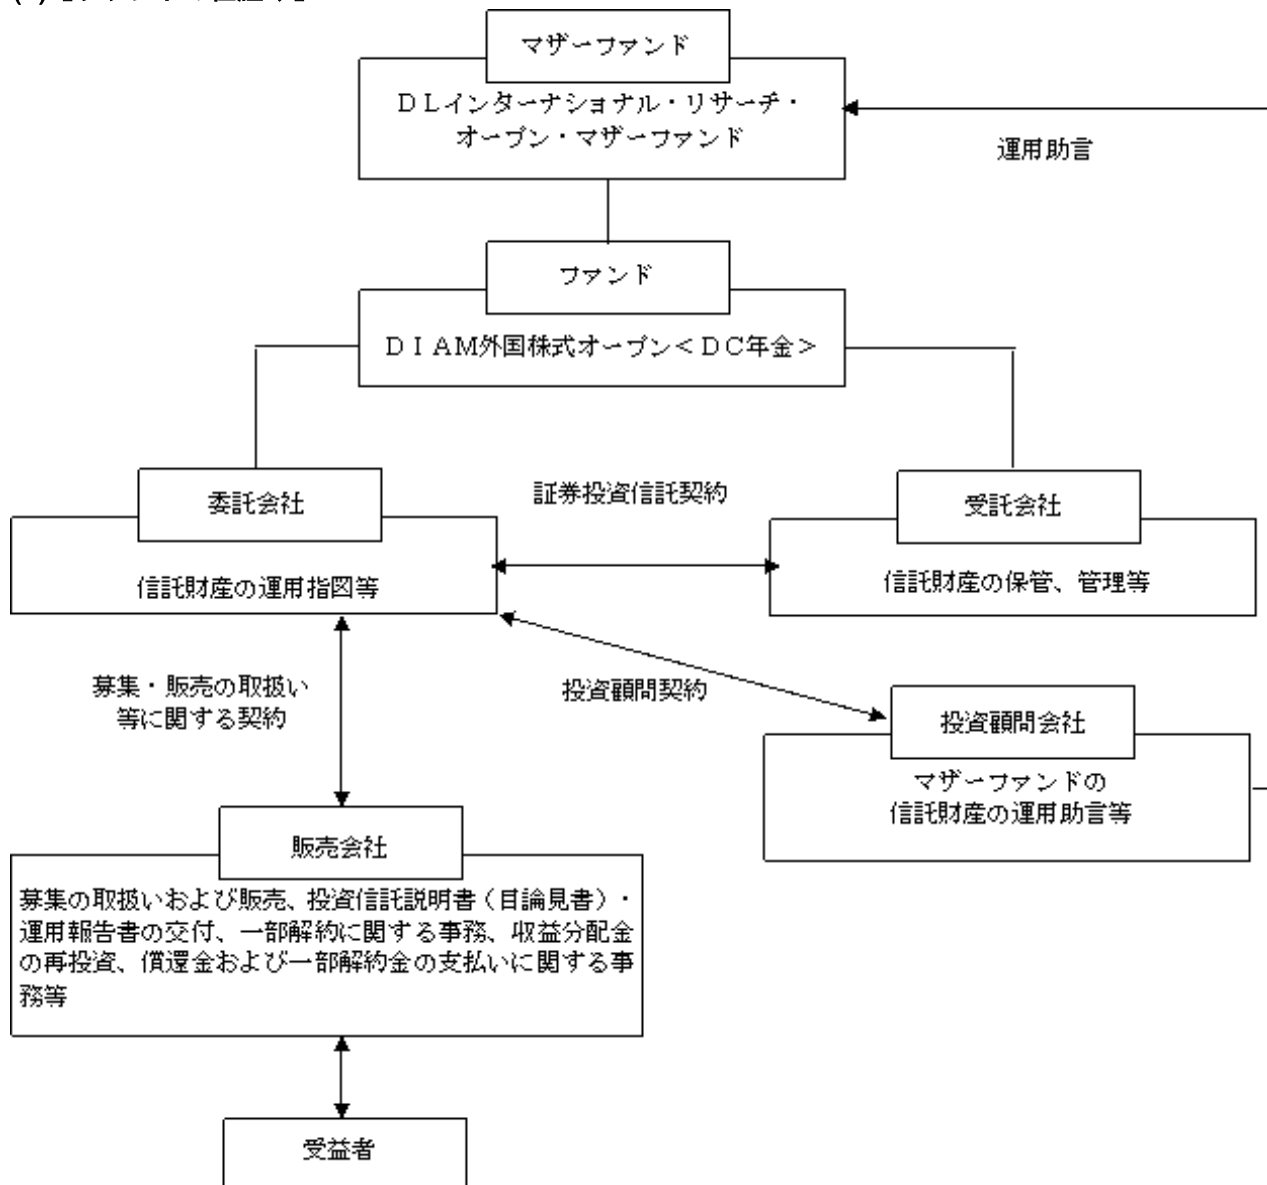 マザーファンド
ＤＬインターナショナル・リサーチ・
オープン・マザーファンド
運用助言
ファンド
ＤＩＡＭ外国株式オープン＜ＤＣ年金＞
委託会社
信託財産の運用指図等
証券投資信託契約
受託会社
信託財産の保管、管理等
募集・販売の取扱い
等に関する契約
投資顧問契約
投資顧問会社
マザーファンドの
信託財産の運用助言等
販売会社
募集の取扱いおよび販売、投資信託説明書（目論見書）・
運用報告書の交付、一部解約に関する事務、収益分配金
の再投資、償還金および一部解約金の支払いに関する事
務等
受益者